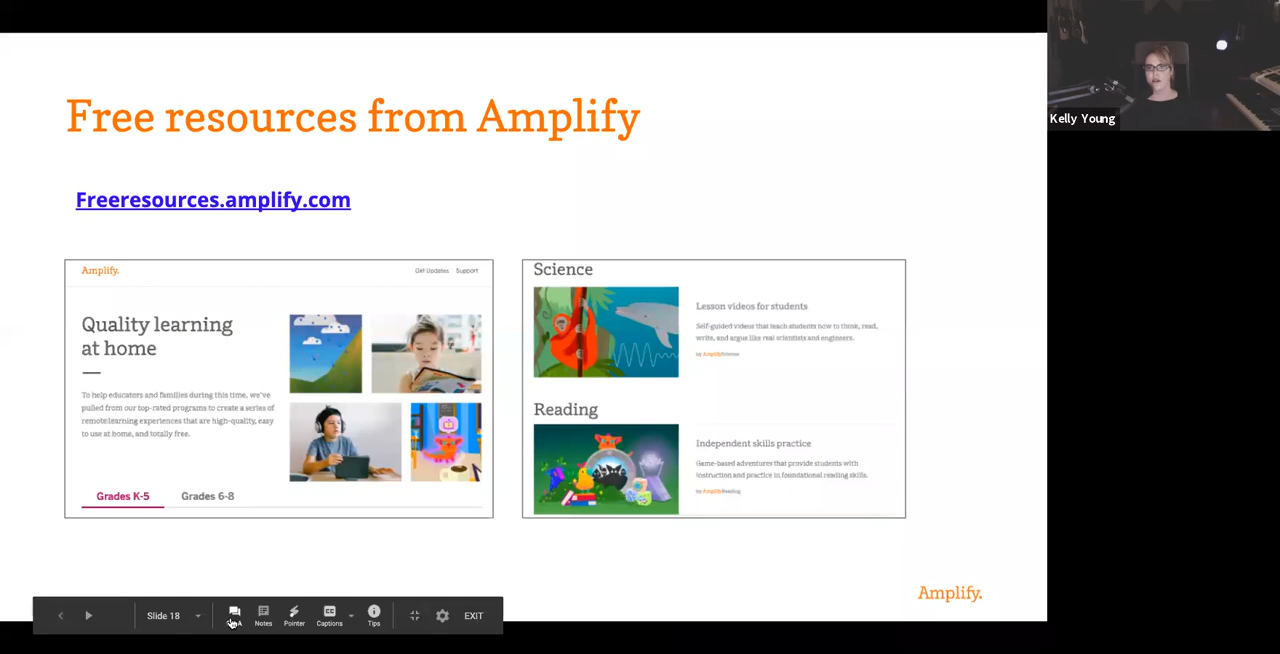 Free resources from Amplify
Freeresources.amplify.com
Amplify.
Get Updates Support
Quality learning
at home
To help educators and families during this time, we've
pulled from our top-rated programs to create a series of
remote learning experiences that are high-quality, easy
to use at home, and totally free.
Grades K-5 Grades 6-8
Science
Lesson videos for students
Self-guided videos that teach students how to think, read,
write, and argue like real scientists and engineers.
by AmplifyScience
Reading
Independent skills practice
Game-based adventures that provide students with
instruction and practice in foundational reading skills.
by AmplifyReading
Amplify.
Slide 18
Notes
Pointer
Captions
Tips
EXIT
Kelly Young